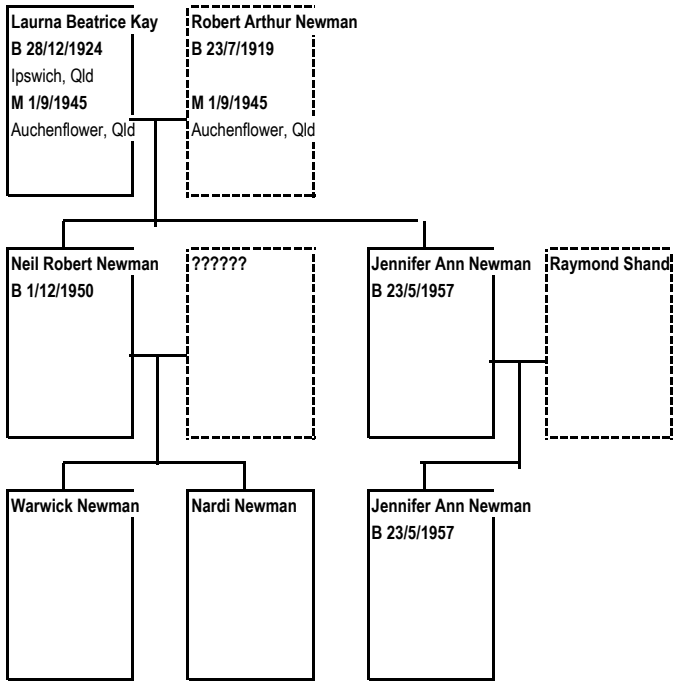 Laurna Beatrice Kay
B 28/12/1924
Ipswich, Qld
M 1/9/1945
Auchenflower, Qld
Robert Arthur Newman
B 23/7/1919
M 1/9/1945
Auchenflower, Qld
Neil Robert Newman
B 1/12/1950
??????
Jennifer Ann Newman
B 23/5/1957
Raymond Shand
Warwick Newman
Nardi Newman
Jennifer Ann Newman
B 23/5/1957